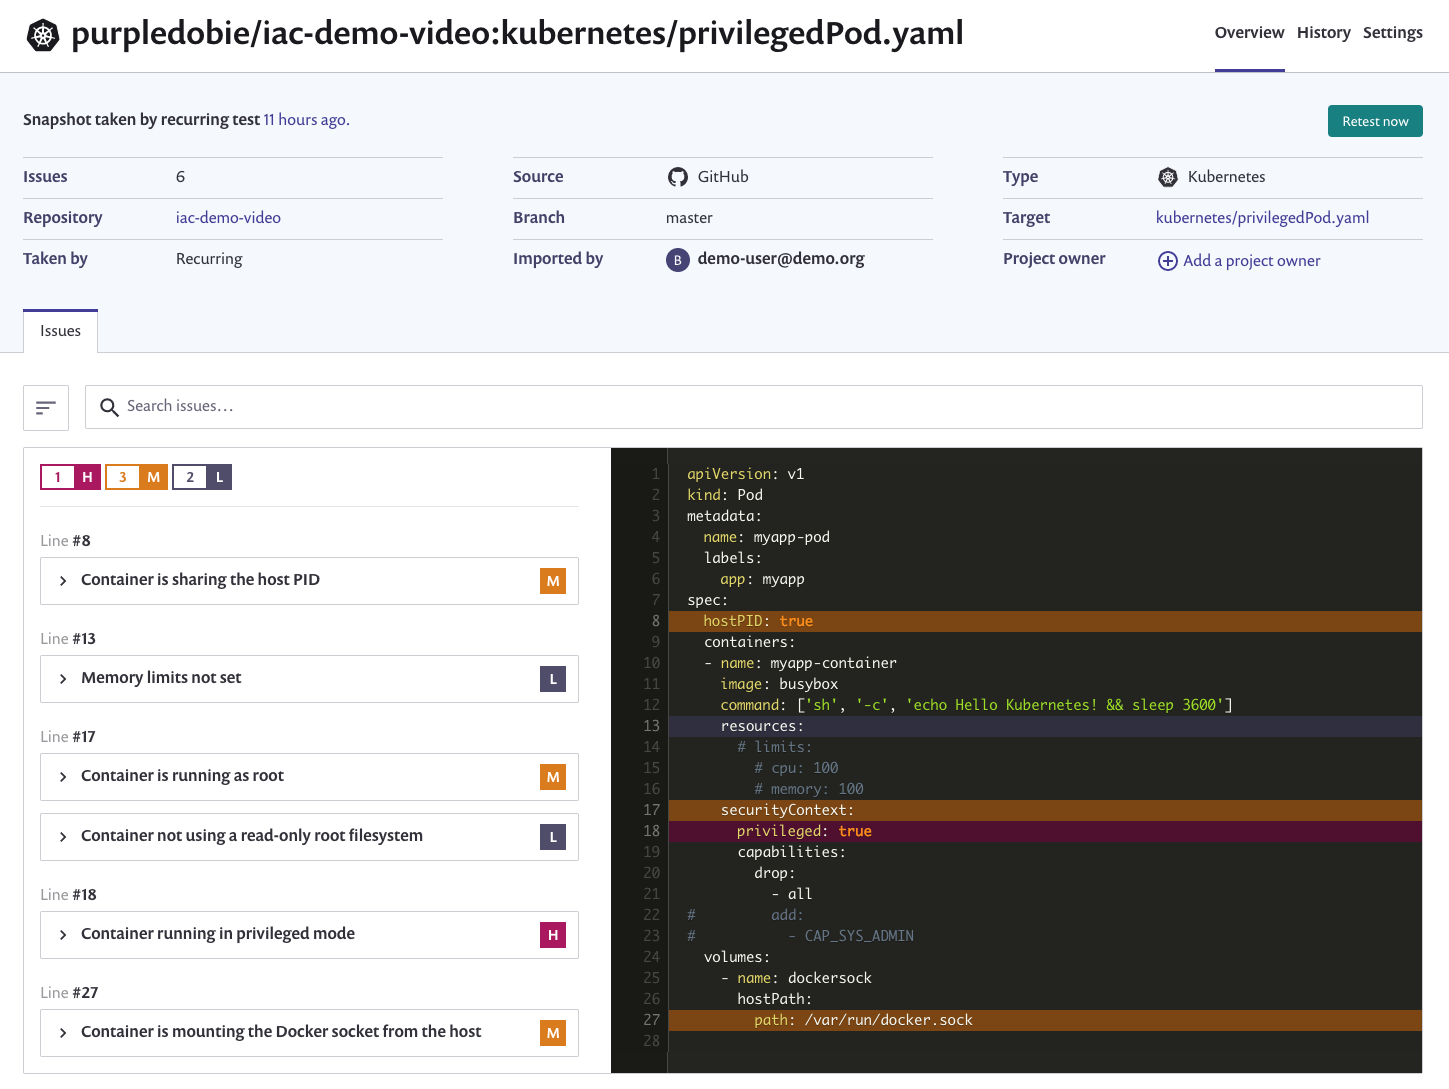 purpledobie/iac-demo-video:kubernetes/privilegedPod.yaml
Overview History Settings
Snapshot taken by recurring test 11 hours ago.
Retest now
Issues 6
Source GitHub
Type Kubernetes
Repository iac-demo-video
Branch master
Target kubernetes/privilegedPod.yaml
Taken by Recurring
Imported by B demo-user@demo.org
Project owner Add a project owner
Issues
Search issues...
1 H 3 M 2 L
Line #8
Container is sharing the host PID M
Line #13
Memory limits not set L
Line #17
Container is running as root M
Container not using a read-only root filesystem L
Line #18
Container running in privileged mode H
Line #27
Container is mounting the Docker socket from the host M
1 apiVersion: v1
2 kind: Pod
3 metadata:
4   name: myapp-pod
5   labels:
6     app: myapp
7 spec:
8   hostPID: true
9   containers:
10   - name: myapp-container
11     image: busybox
12     command: ['sh', '-c', 'echo Hello Kubernetes! && sleep 3600']
13     resources:
14       # limits:
15         # cpu: 100
16         # memory: 100
17     securityContext:
18       privileged: true
19       capabilities:
20         drop:
21           - all
22 #         add:
23 #           - CAP_SYS_ADMIN
24   volumes:
25     - name: dockersock
26       hostPath:
27         path: /var/run/docker.sock
28